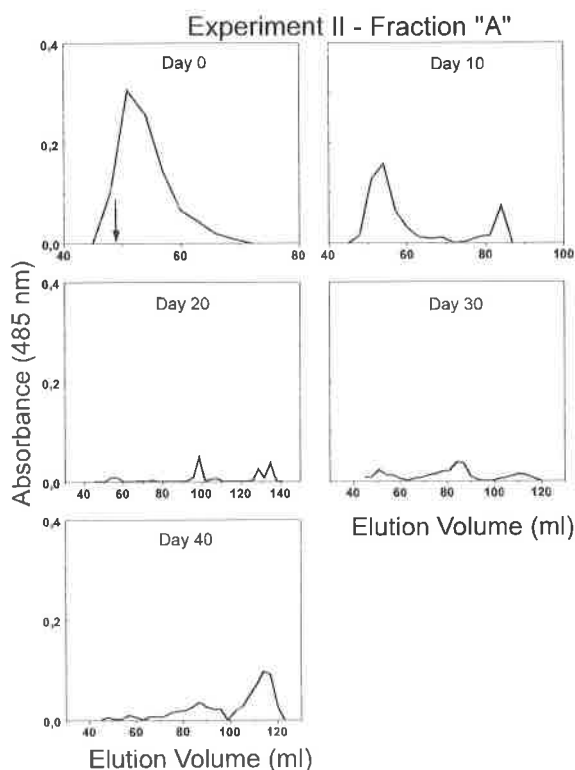 Experiment II - Fraction "A"
Day 0
Day 10
0,4
0,2
0,0
40 60 80
40 60 80 100
Day 20
Day 30
0,4
0,2
0,0
40 60 80 100 120 140
40 60 80 100 120
Absorbance (485 nm)
Elution Volume (ml)
Day 40
0,4
0,2
0,0
40 60 80 100 120
Elution Volume (ml)